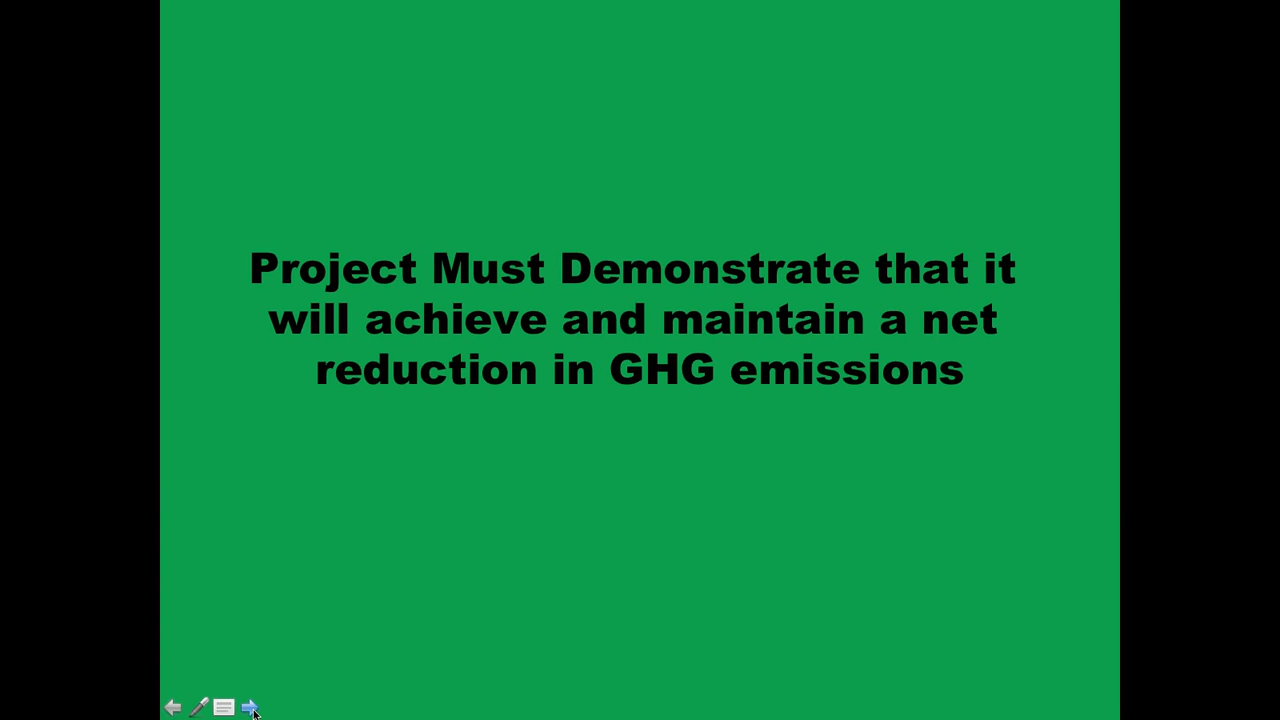 Project Must Demonstrate that it
will achieve and maintain a net
reduction in GHG emissions